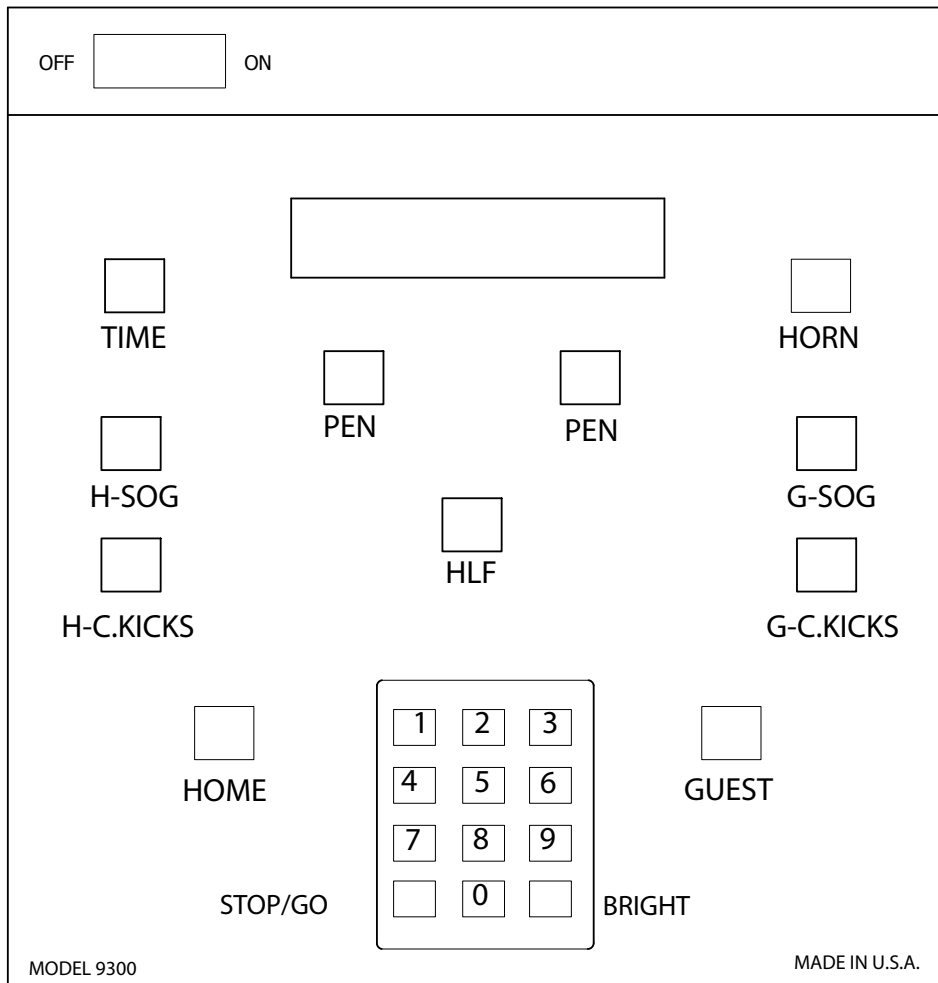 OFF ON
TIME
HORN
PEN PEN
H-SOG G-SOG
HLF
H-C.KICKS G-C.KICKS
1 2 3
HOME
4 5 6
GUEST
7 8 9
STOP/GO 0 BRIGHT
MODEL 9300 MADE IN U.S.A.